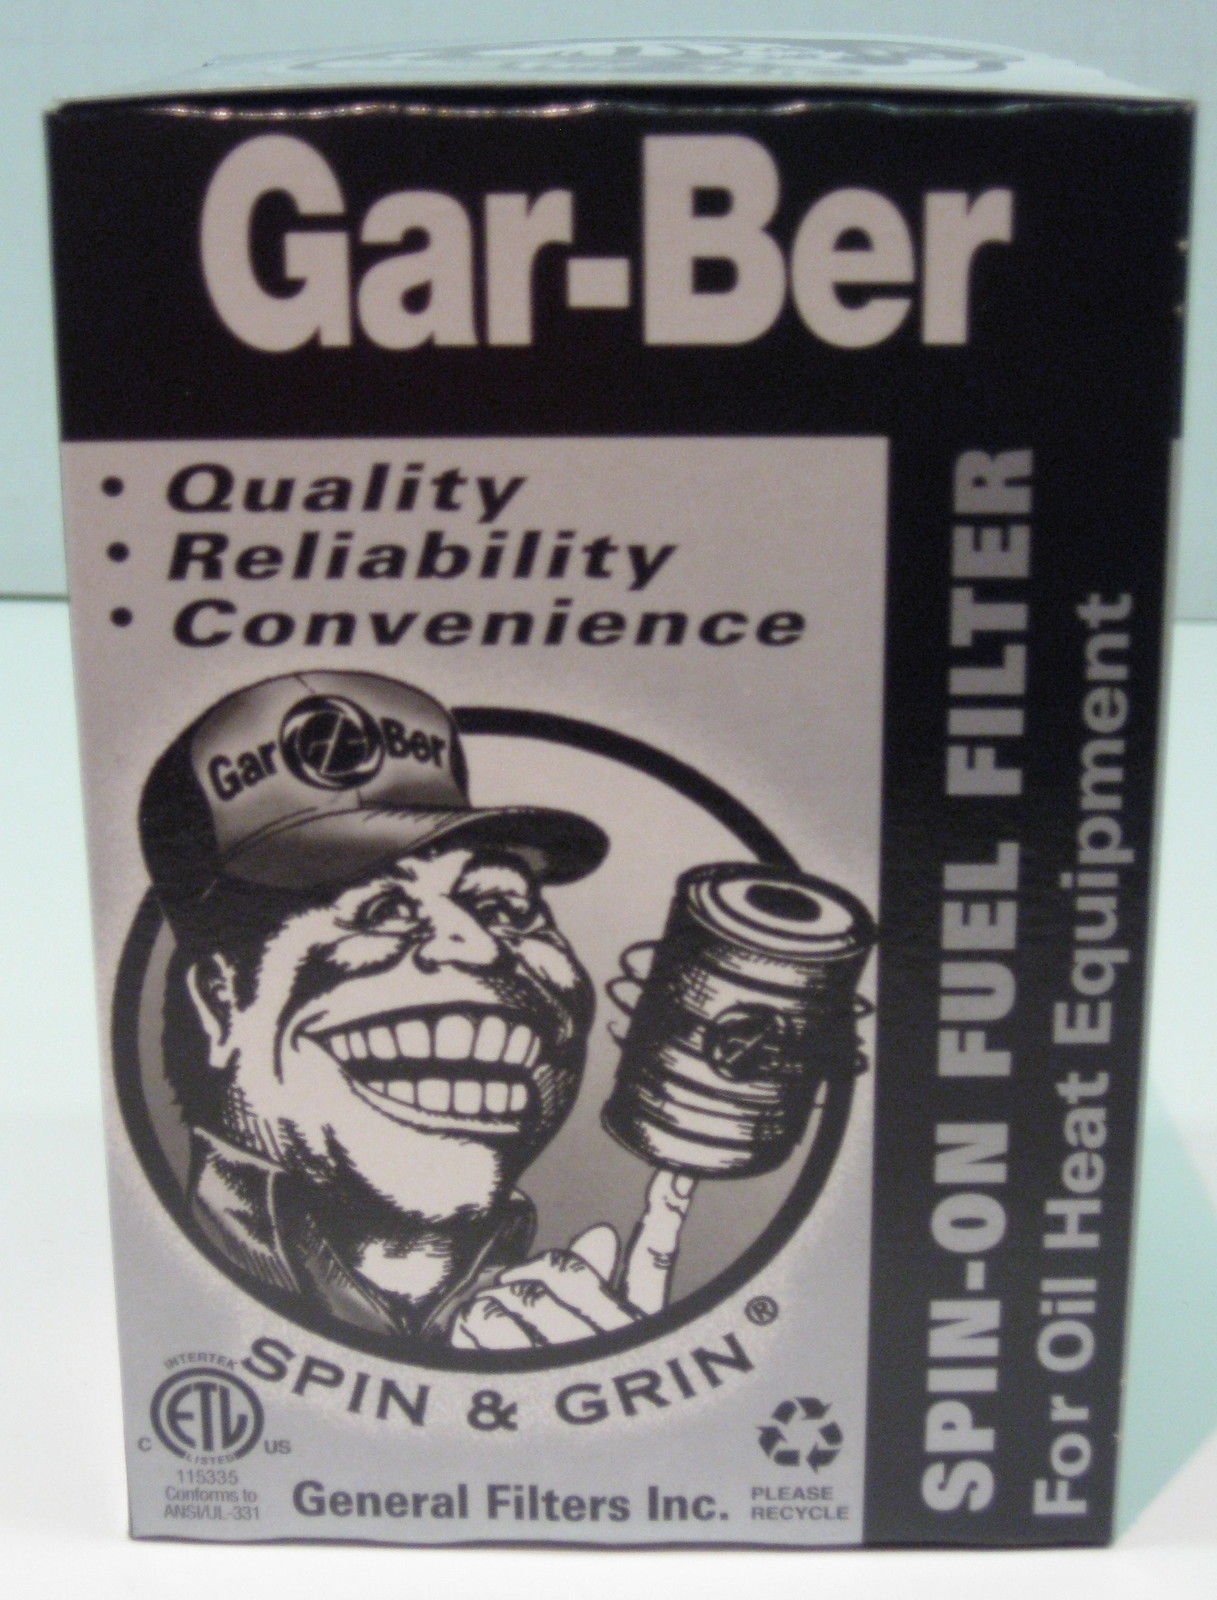 Gar-Ber
• Quality
• Reliability
• Convenience
Gar Ber
SPIN & GRIN®
INTERTEK
ETL
LISTED
C US
115335
Conforms to
ANSI/UL-331
General Filters Inc.
PLEASE
RECYCLE
SPIN-ON FUEL FILTER
For Oil Heat Equipment